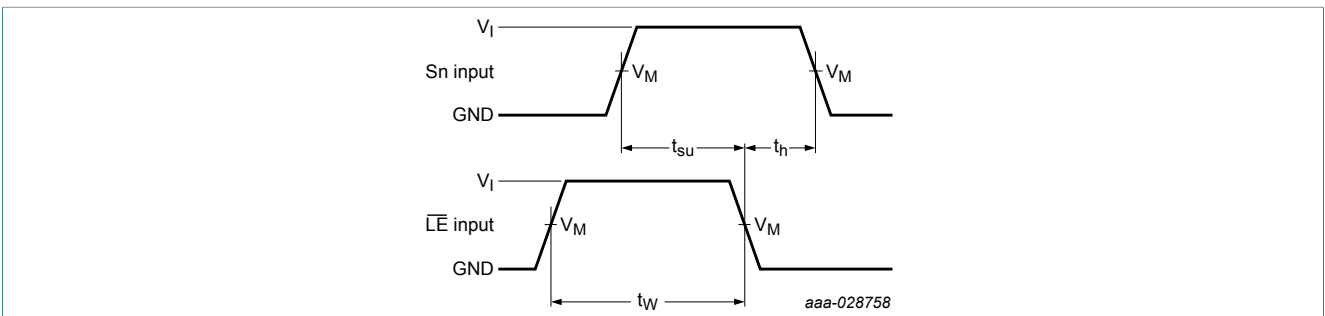 V_I
Sn input
V_M
V_M
GND
t_su
t_h
V_I
L̅E̅ input
V_M
V_M
GND
t_W
aaa-028758